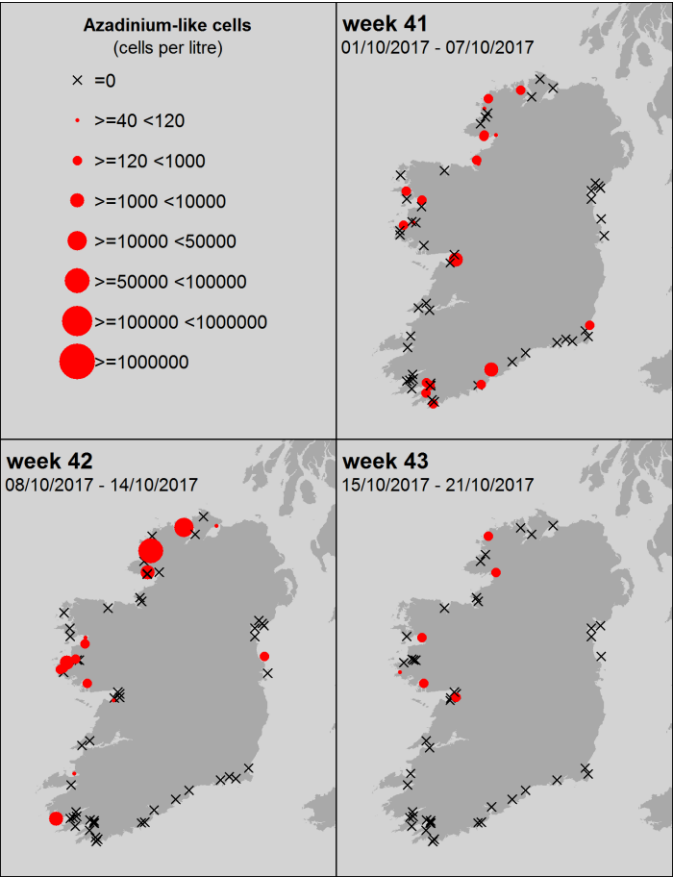 Azadinium-like cells
(cells per litre)
=0
>=40 <120
>=120 <1000
>=1000 <10000
>=10000 <50000
>=50000 <100000
>=100000 <1000000
>=1000000
week 41
01/10/2017 - 07/10/2017
week 42
08/10/2017 - 14/10/2017
week 43
15/10/2017 - 21/10/2017